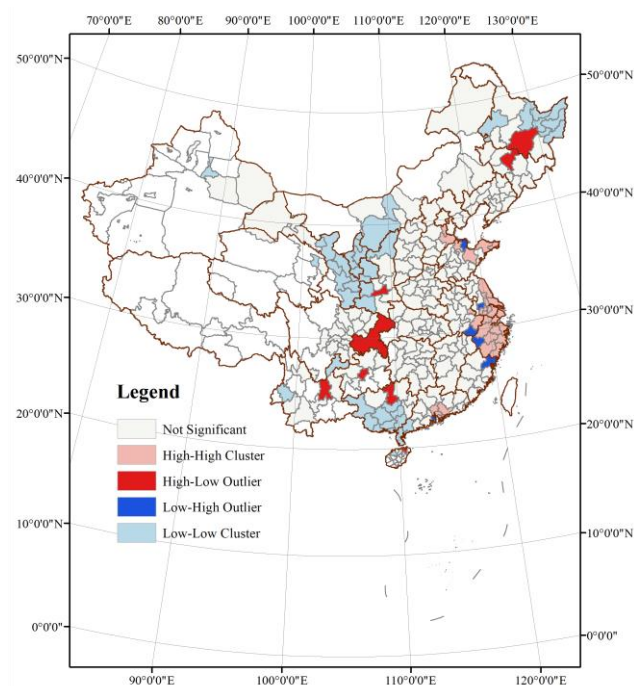 70°0'0"E 80°0'0"E 90°0'0"E 100°0'0"E 110°0'0"E 120°0'0"E 130°0'0"E
50°0'0"N 50°0'0"N
40°0'0"N 40°0'0"N
30°0'0"N 30°0'0"N
20°0'0"N 20°0'0"N
10°0'0"N 10°0'0"N
0°0'0" 0°0'0"
Legend
Not Significant
High-High Cluster
High-Low Outlier
Low-High Outlier
Low-Low Cluster
90°0'0"E 100°0'0"E 110°0'0"E 120°0'0"E